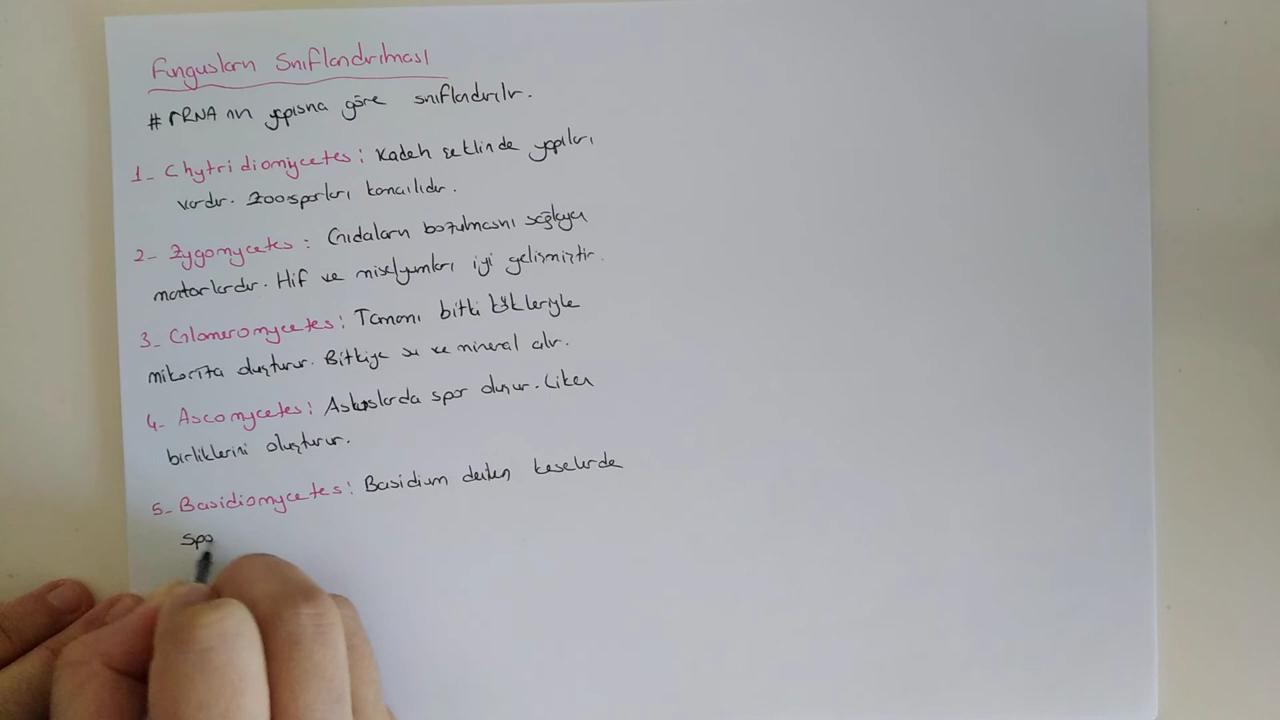 Fungusların Sınıflandırılması
# rRNA nın yapısına göre sınıflandırılır.
1- Chytridiomycetes: Kadeh şeklinde yapıları
vardır. Zoosporları kamçılıdır.
2- Zygomycetes: Gıdaların bozulmasını sağlayan
mantarlardır. Hif ve miselyumları iyi gelişmiştir.
3- Glomeromycetes: Tamamı bitki kökleriyle
mikoriza oluşturur. Bitkiye su ve mineral alır.
4- Ascomycetes: Askuslarda spor oluşur. Liken
birliklerini oluşturur.
5- Basidiomycetes: Basidium denilen keselerde
spo